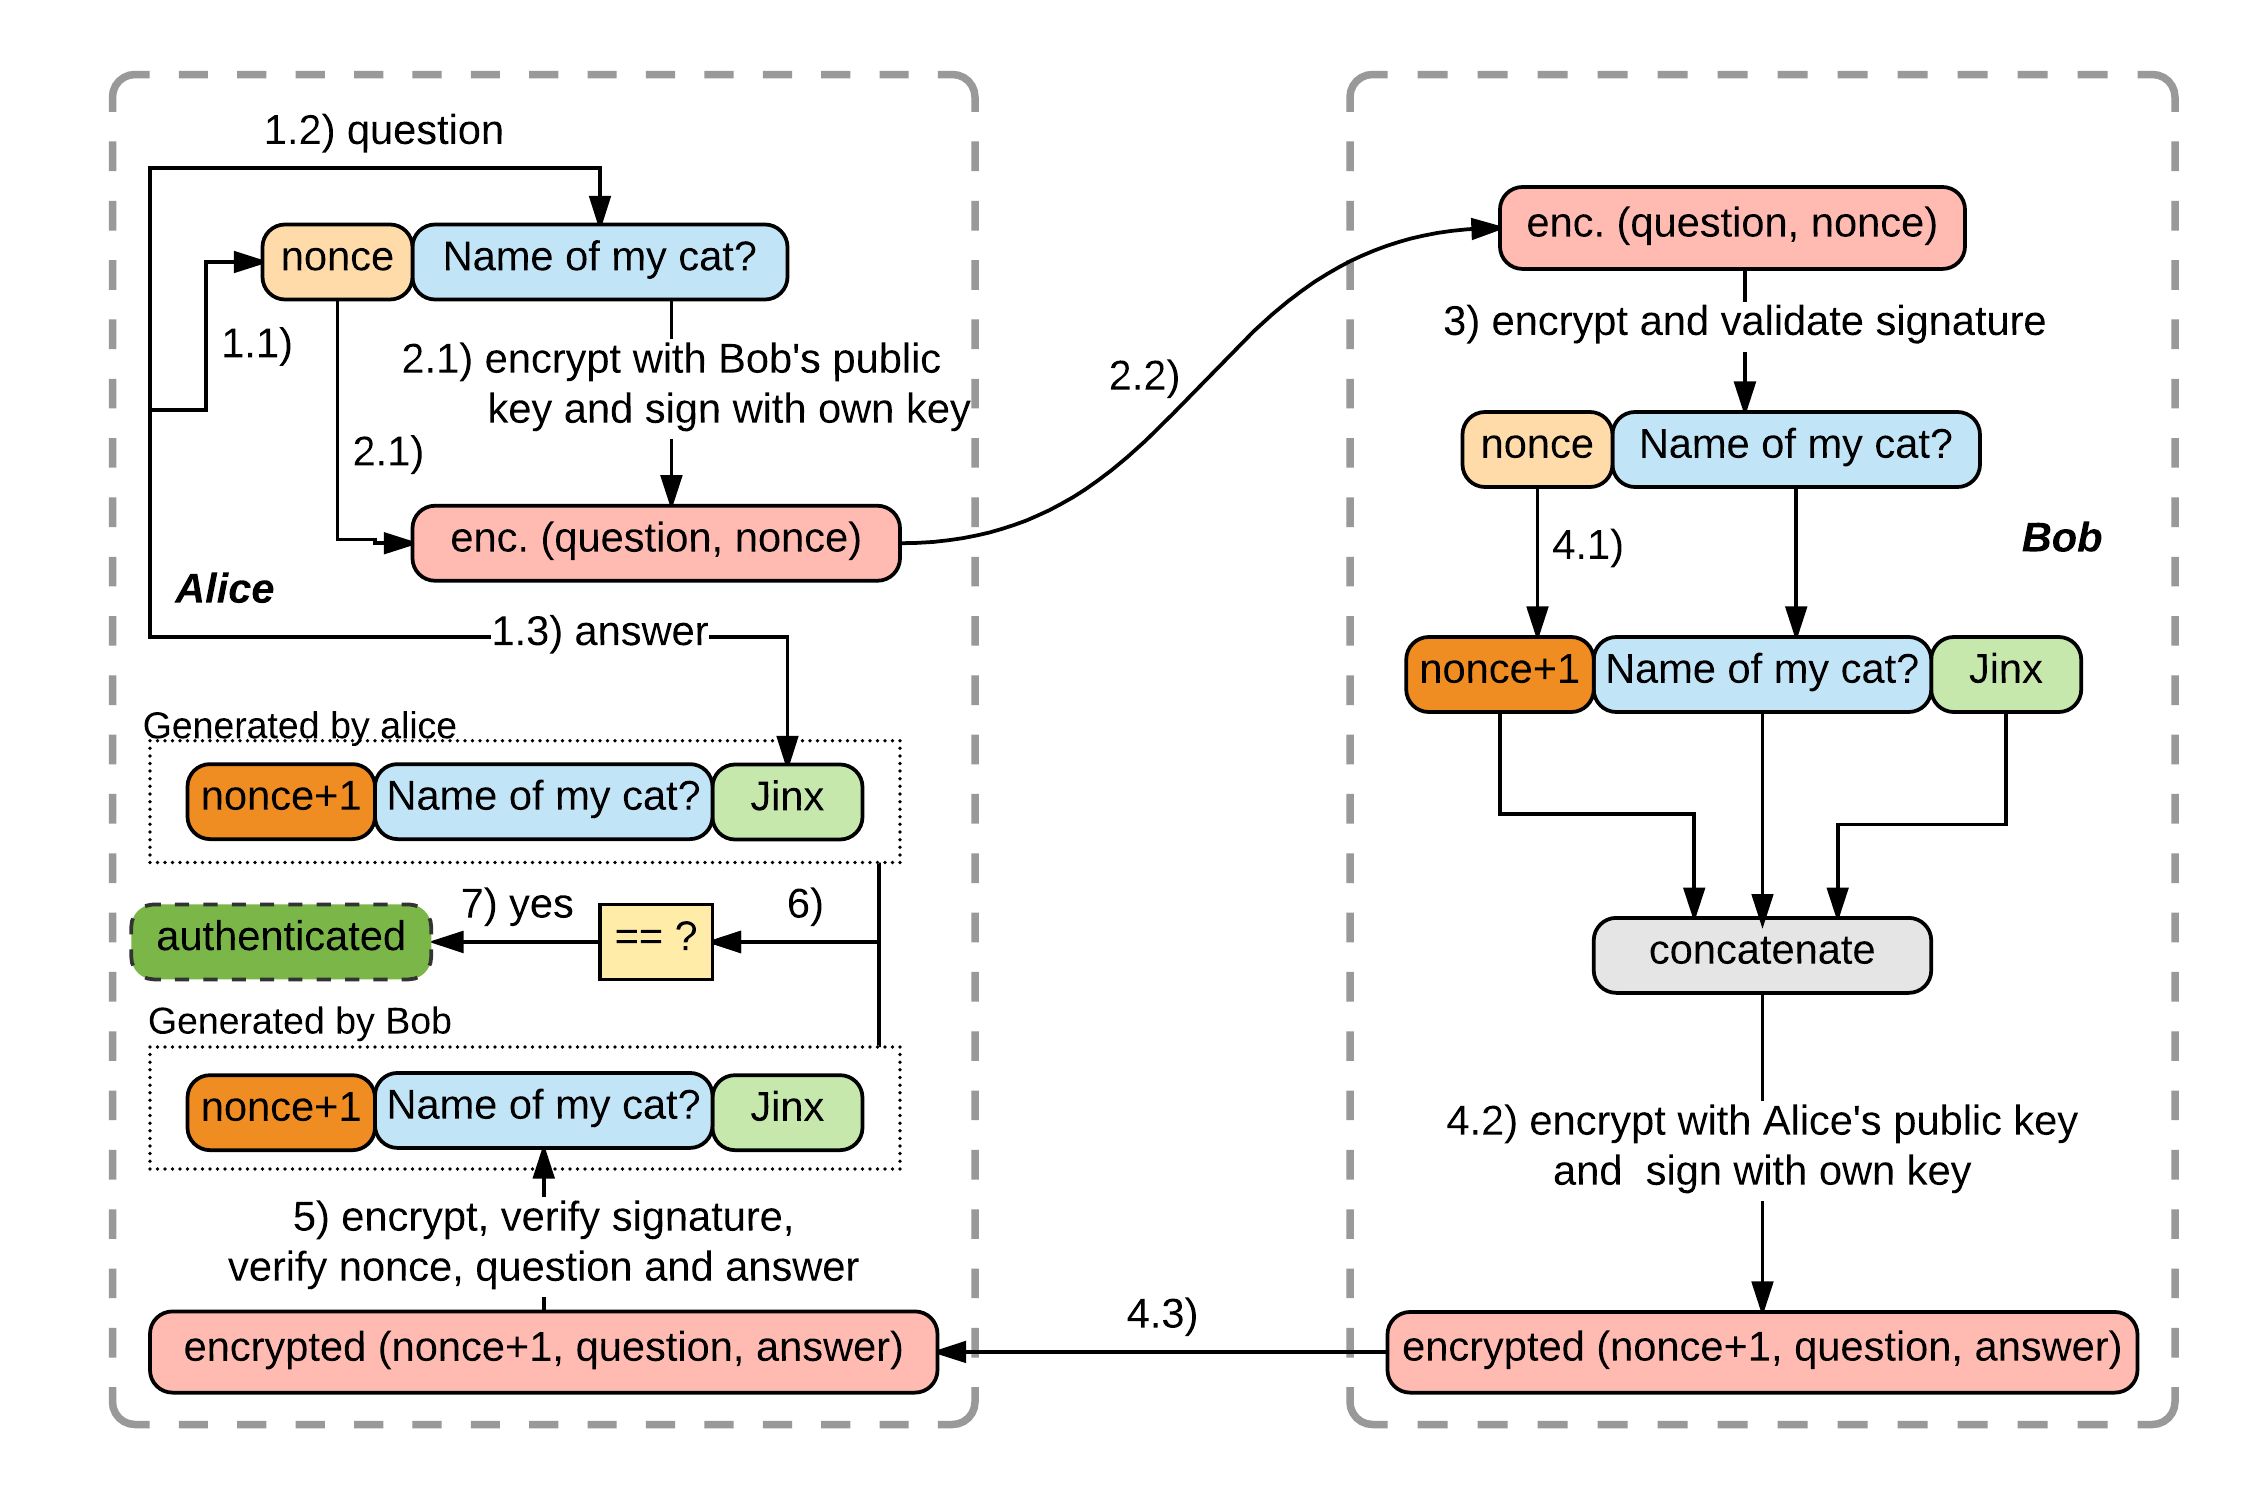 1.2) question
nonce
Name of my cat?
1.1)
2.1) encrypt with Bob's public
key and sign with own key
2.1)
enc. (question, nonce)
Alice
1.3) answer
Generated by alice
nonce+1
Name of my cat?
Jinx
authenticated
7) yes
== ?
6)
Generated by Bob
nonce+1
Name of my cat?
Jinx
5) encrypt, verify signature,
verify nonce, question and answer
encrypted (nonce+1, question, answer)
2.2)
4.3)
enc. (question, nonce)
3) encrypt and validate signature
nonce
Name of my cat?
4.1)
Bob
nonce+1
Name of my cat?
Jinx
concatenate
4.2) encrypt with Alice's public key
and sign with own key
encrypted (nonce+1, question, answer)